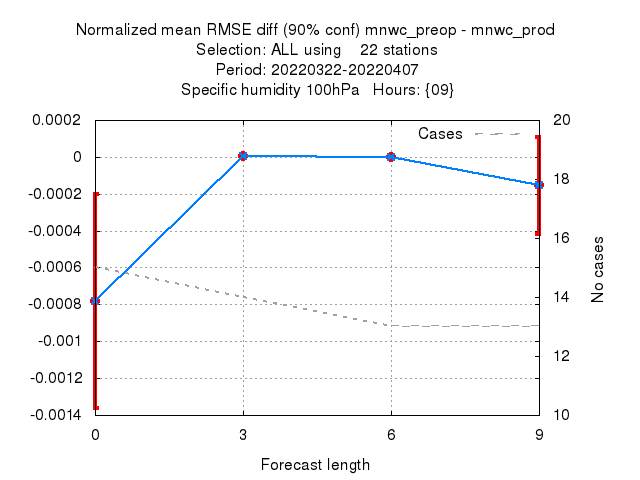 Normalized mean RMSE diff (90% conf) mnwc_preop - mnwc_prod
Selection: ALL using    22 stations
Period: 20220322-20220407
Specific humidity 100hPa   Hours: {09}
Cases
0.0002
0
-0.0002
-0.0004
-0.0006
-0.0008
-0.001
-0.0012
-0.0014
20
18
16
14
12
10
No cases
0 3 6 9
Forecast length